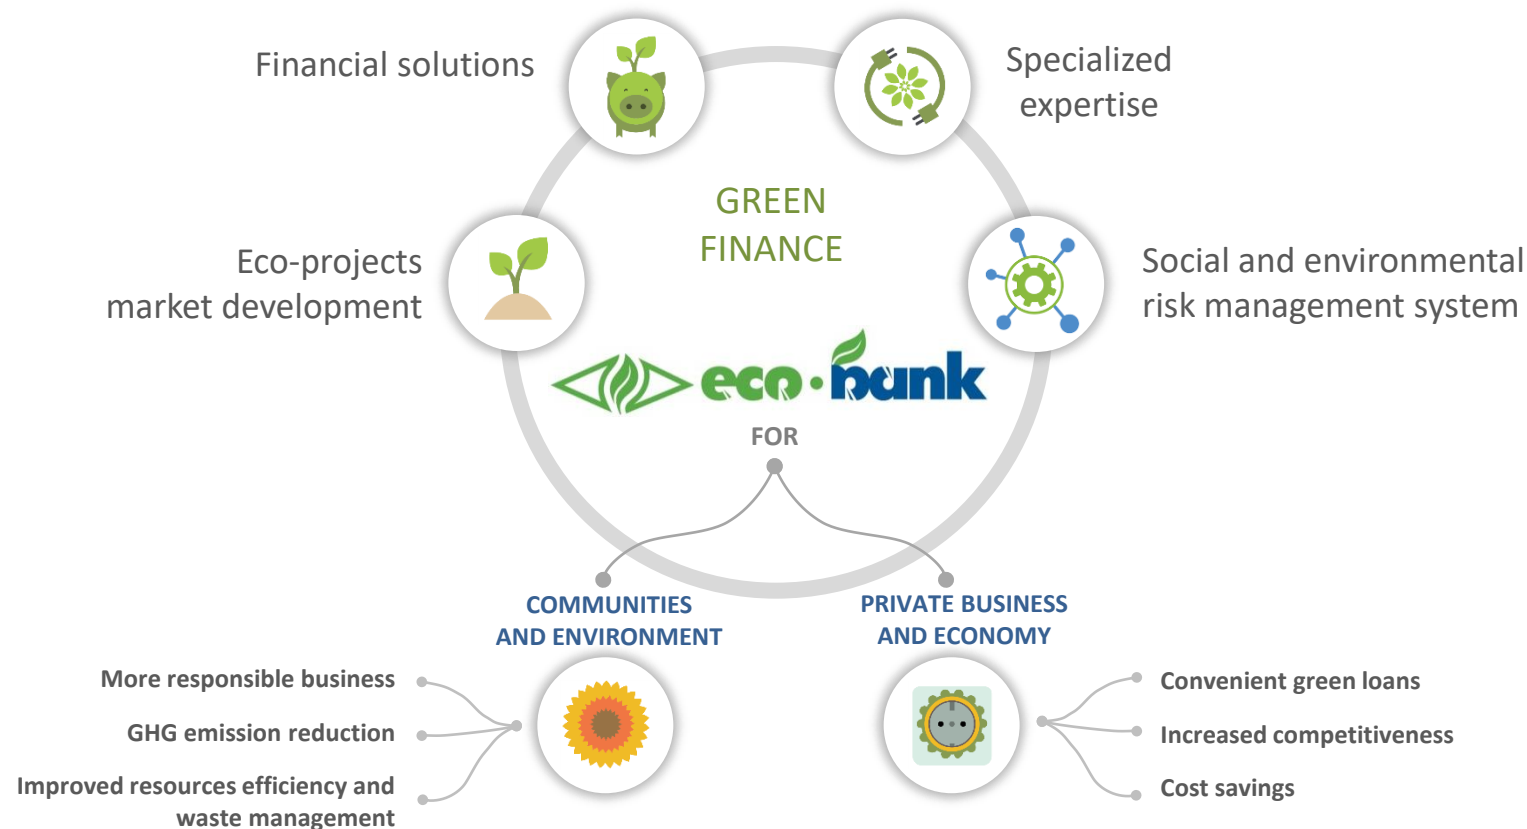 Financial solutions
Specialized
expertise
GREEN
FINANCE
Eco-projects
market development
Social and environmental
risk management system
eco·bank
FOR
COMMUNITIES
AND ENVIRONMENT
PRIVATE BUSINESS
AND ECONOMY
More responsible business
GHG emission reduction
Improved resources efficiency and
waste management
Convenient green loans
Increased competitiveness
Cost savings